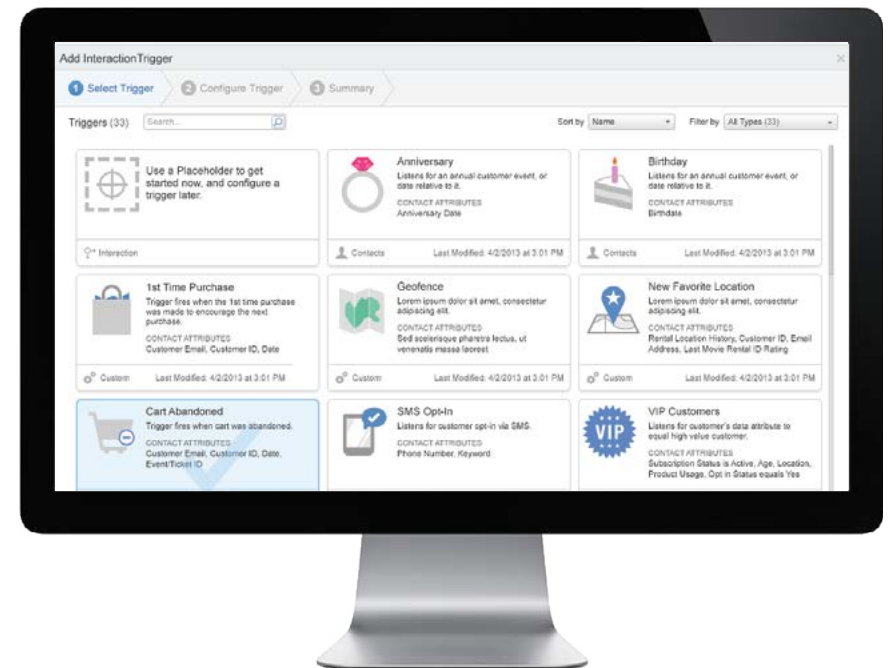 Add InteractionTrigger
1 Select Trigger 2 Configure Trigger 3 Summary
Triggers (33) Search... Sort by Name Filter by All Types (33)
Use a Placeholder to get
started now, and configure a
trigger later.
Interaction
Anniversary
Listens for an annual customer event, or
date relative to it.
CONTACT ATTRIBUTES
Anniversary Date
Contacts Last Modified: 4/2/2013 at 3:01 PM
Birthday
Listens for an annual customer event, or
date relative to it.
CONTACT ATTRIBUTES
Birthdate
Contacts Last Modified: 4/2/2013 at 3:01 PM
1st Time Purchase
Trigger fires when the 1st time purchase
was made to encourage the next
purchase.
CONTACT ATTRIBUTES
Customer Email, Customer ID, Date
Custom Last Modified: 4/2/2013 at 3:01 PM
Geofence
Lorem ipsum dolor sit amet, consectetur
adipiscing elit.
CONTACT ATTRIBUTES
Sed scelerisque pharetra lectus, ut
venenatis massa laoreet
Custom Last Modified: 4/2/2013 at 3:01 PM
New Favorite Location
Lorem ipsum dolor sit amet, consectetur
adipiscing elit.
CONTACT ATTRIBUTES
Rental Location History, Customer ID, Email
Address, Last Movie Rental ID Rating
Custom Last Modified: 4/2/2013 at 3:01 PM
Cart Abandoned
Trigger fires when cart was abandoned.
CONTACT ATTRIBUTES
Customer Email, Customer ID, Date,
Event/Ticket ID
SMS Opt-In
Listens for customer opt-in via SMS.
CONTACT ATTRIBUTES
Phone Number, Keyword
VIP
VIP Customers
Listens for customer's data attribute to
equal high value customer.
CONTACT ATTRIBUTES
Subscription Status is Active, Age, Location,
Product Usage, Opt in Status equals Yes